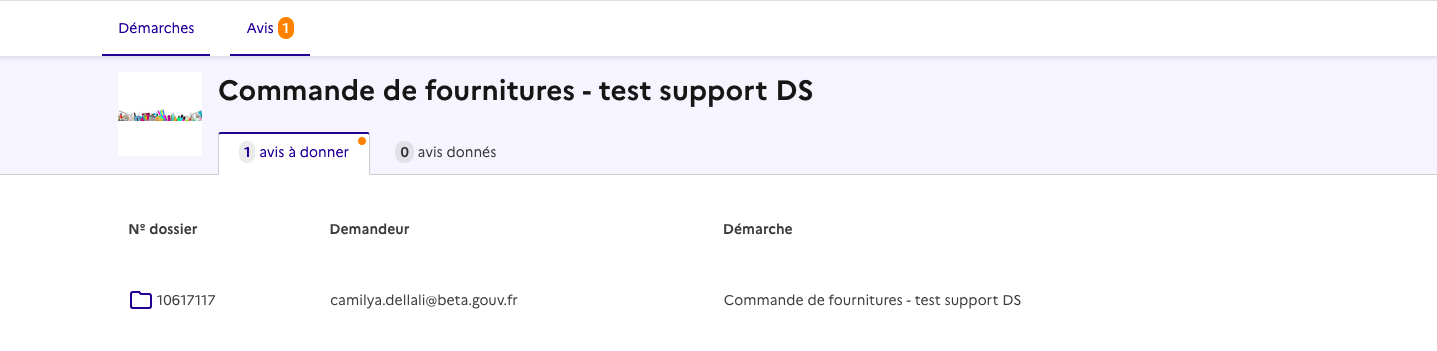 Démarches Avis 1
Commande de fournitures - test support DS
1 avis à donner 0 avis donnés
Nº dossier Demandeur Démarche
10617117 camilya.dellali@beta.gouv.fr Commande de fournitures - test support DS